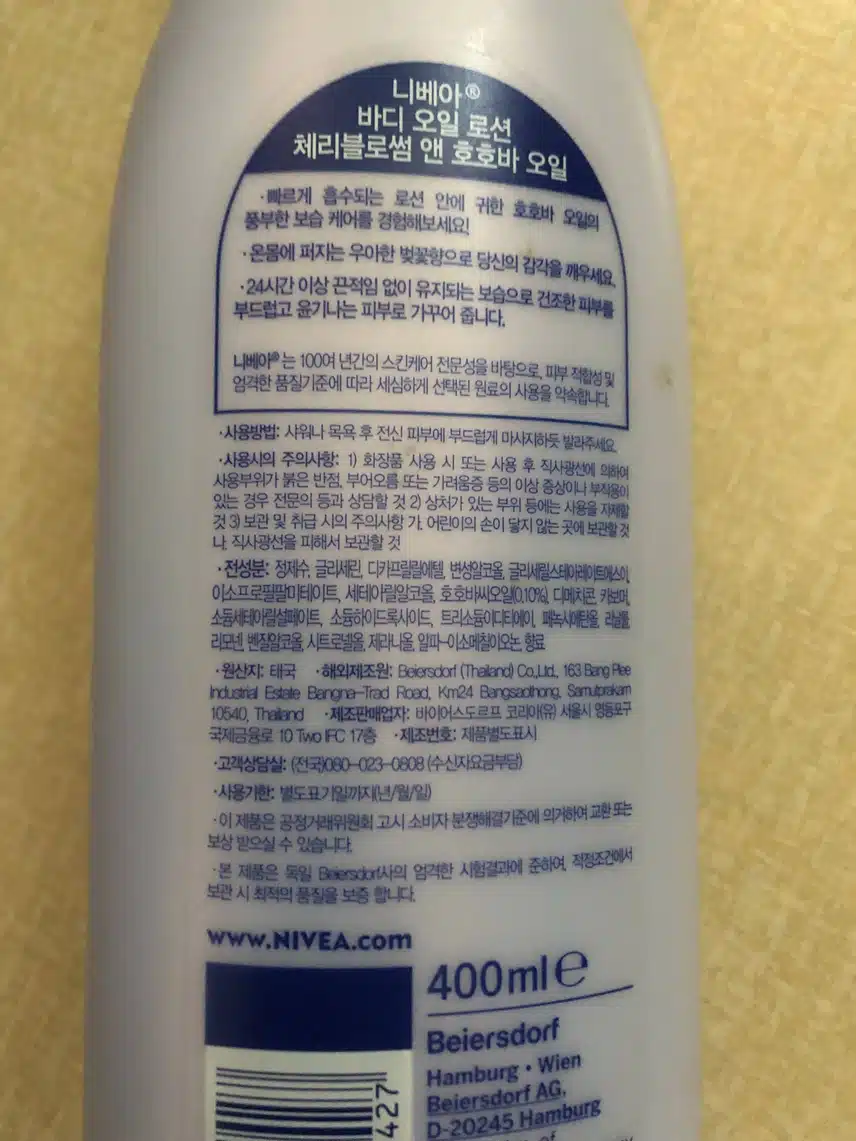 니베아®
바디 오일 로션
체리블로썸 앤 호호바 오일
·빠르게 흡수되는 로션 안에 귀한 호호바 오일의
풍부한 보습 케어를 경험해보세요!
·온몸에 퍼지는 우아한 벚꽃향으로 당신의 감각을 깨우세요.
·24시간 이상 끈적임 없이 유지되는 보습으로 건조한 피부를
부드럽고 윤기나는 피부로 가꾸어 줍니다.
니베아®는 100여 년간의 스킨케어 전문성을 바탕으로, 피부 적합성 및
엄격한 품질기준에 따라 세심하게 선택된 원료의 사용을 약속합니다.
·사용방법: 샤워나 목욕 후 전신 피부에 부드럽게 마사지하듯 발라주세요.
·사용시의 주의사항: 1) 화장품 사용 시 또는 사용 후 직사광선에 의하여
사용부위가 붉은 반점, 부어오름 또는 가려움증 등의 이상 증상이나 부작용이
있는 경우 전문의 등과 상담할 것 2) 상처가 있는 부위 등에는 사용을 자제할
것 3) 보관 및 취급 시의 주의사항 가. 어린이의 손이 닿지 않는 곳에 보관할 것
나. 직사광선을 피해서 보관할 것
·전성분: 정제수, 글리세린, 디카프릴릴에텔, 변성알코올, 글리세릴스테아레이트에스이,
이소프로필팔미테이트, 세테아릴알코올, 호호바씨오일(0.10%), 디메치콘, 카보머,
소듐세테아릴설페이트, 소듐하이드록사이드, 트리소듐이디티에이, 페녹시에탄올, 리날룰,
리모넨, 벤질알코올, 시트로넬올, 제라니올, 알파-이소메칠이오논, 향료
·원산지: 태국 ·해외제조원: Beiersdorf (Thailand) Co.,Ltd., 163 Bang Plee
Industrial Estate Bangna-Trad Road, Km24 Bangsaothong, Samutprakarn
10540, Thailand ·제조판매업자: 바이어스도르프 코리아(유) 서울시 영등포구
국제금융로 10 Two IFC 17층 ·제조번호: 제품별도표시
·고객상담실: (전국)080-023-0808 (수신자요금부담)
·사용기한: 별도표기일까지(년/월/일)
·이 제품은 공정거래위원회 고시 소비자 분쟁해결기준에 의거하여 교환 또는
보상 받으실 수 있습니다.
·본 제품은 독일 Beiersdorf사의 엄격한 시험결과에 준하여, 적정조건에서
보관 시 최적의 품질을 보증 합니다.
www.NIVEA.com
400ml e
Beiersdorf
Hamburg · Wien
Beiersdorf AG,
D-20245 Hamburg
427